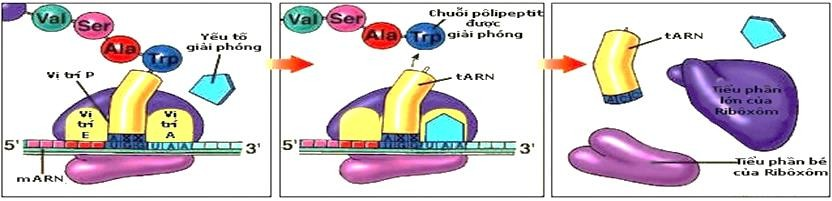 Val
Ser
Ala
Trp
Yếu tố
giải phóng
Vị trí P
Vị
trí
E
Vị
trí
A
U G G U A A
5'
3'
mARN
Val
Ser
Ala
Trp
Chuỗi pôlipeptit
được
giải phóng
tARN
U G G U A A
5'
3'
tARN
A C C
Tiểu phần
lớn của
Ribôxôm
Tiểu phần bé
của Ribôxôm